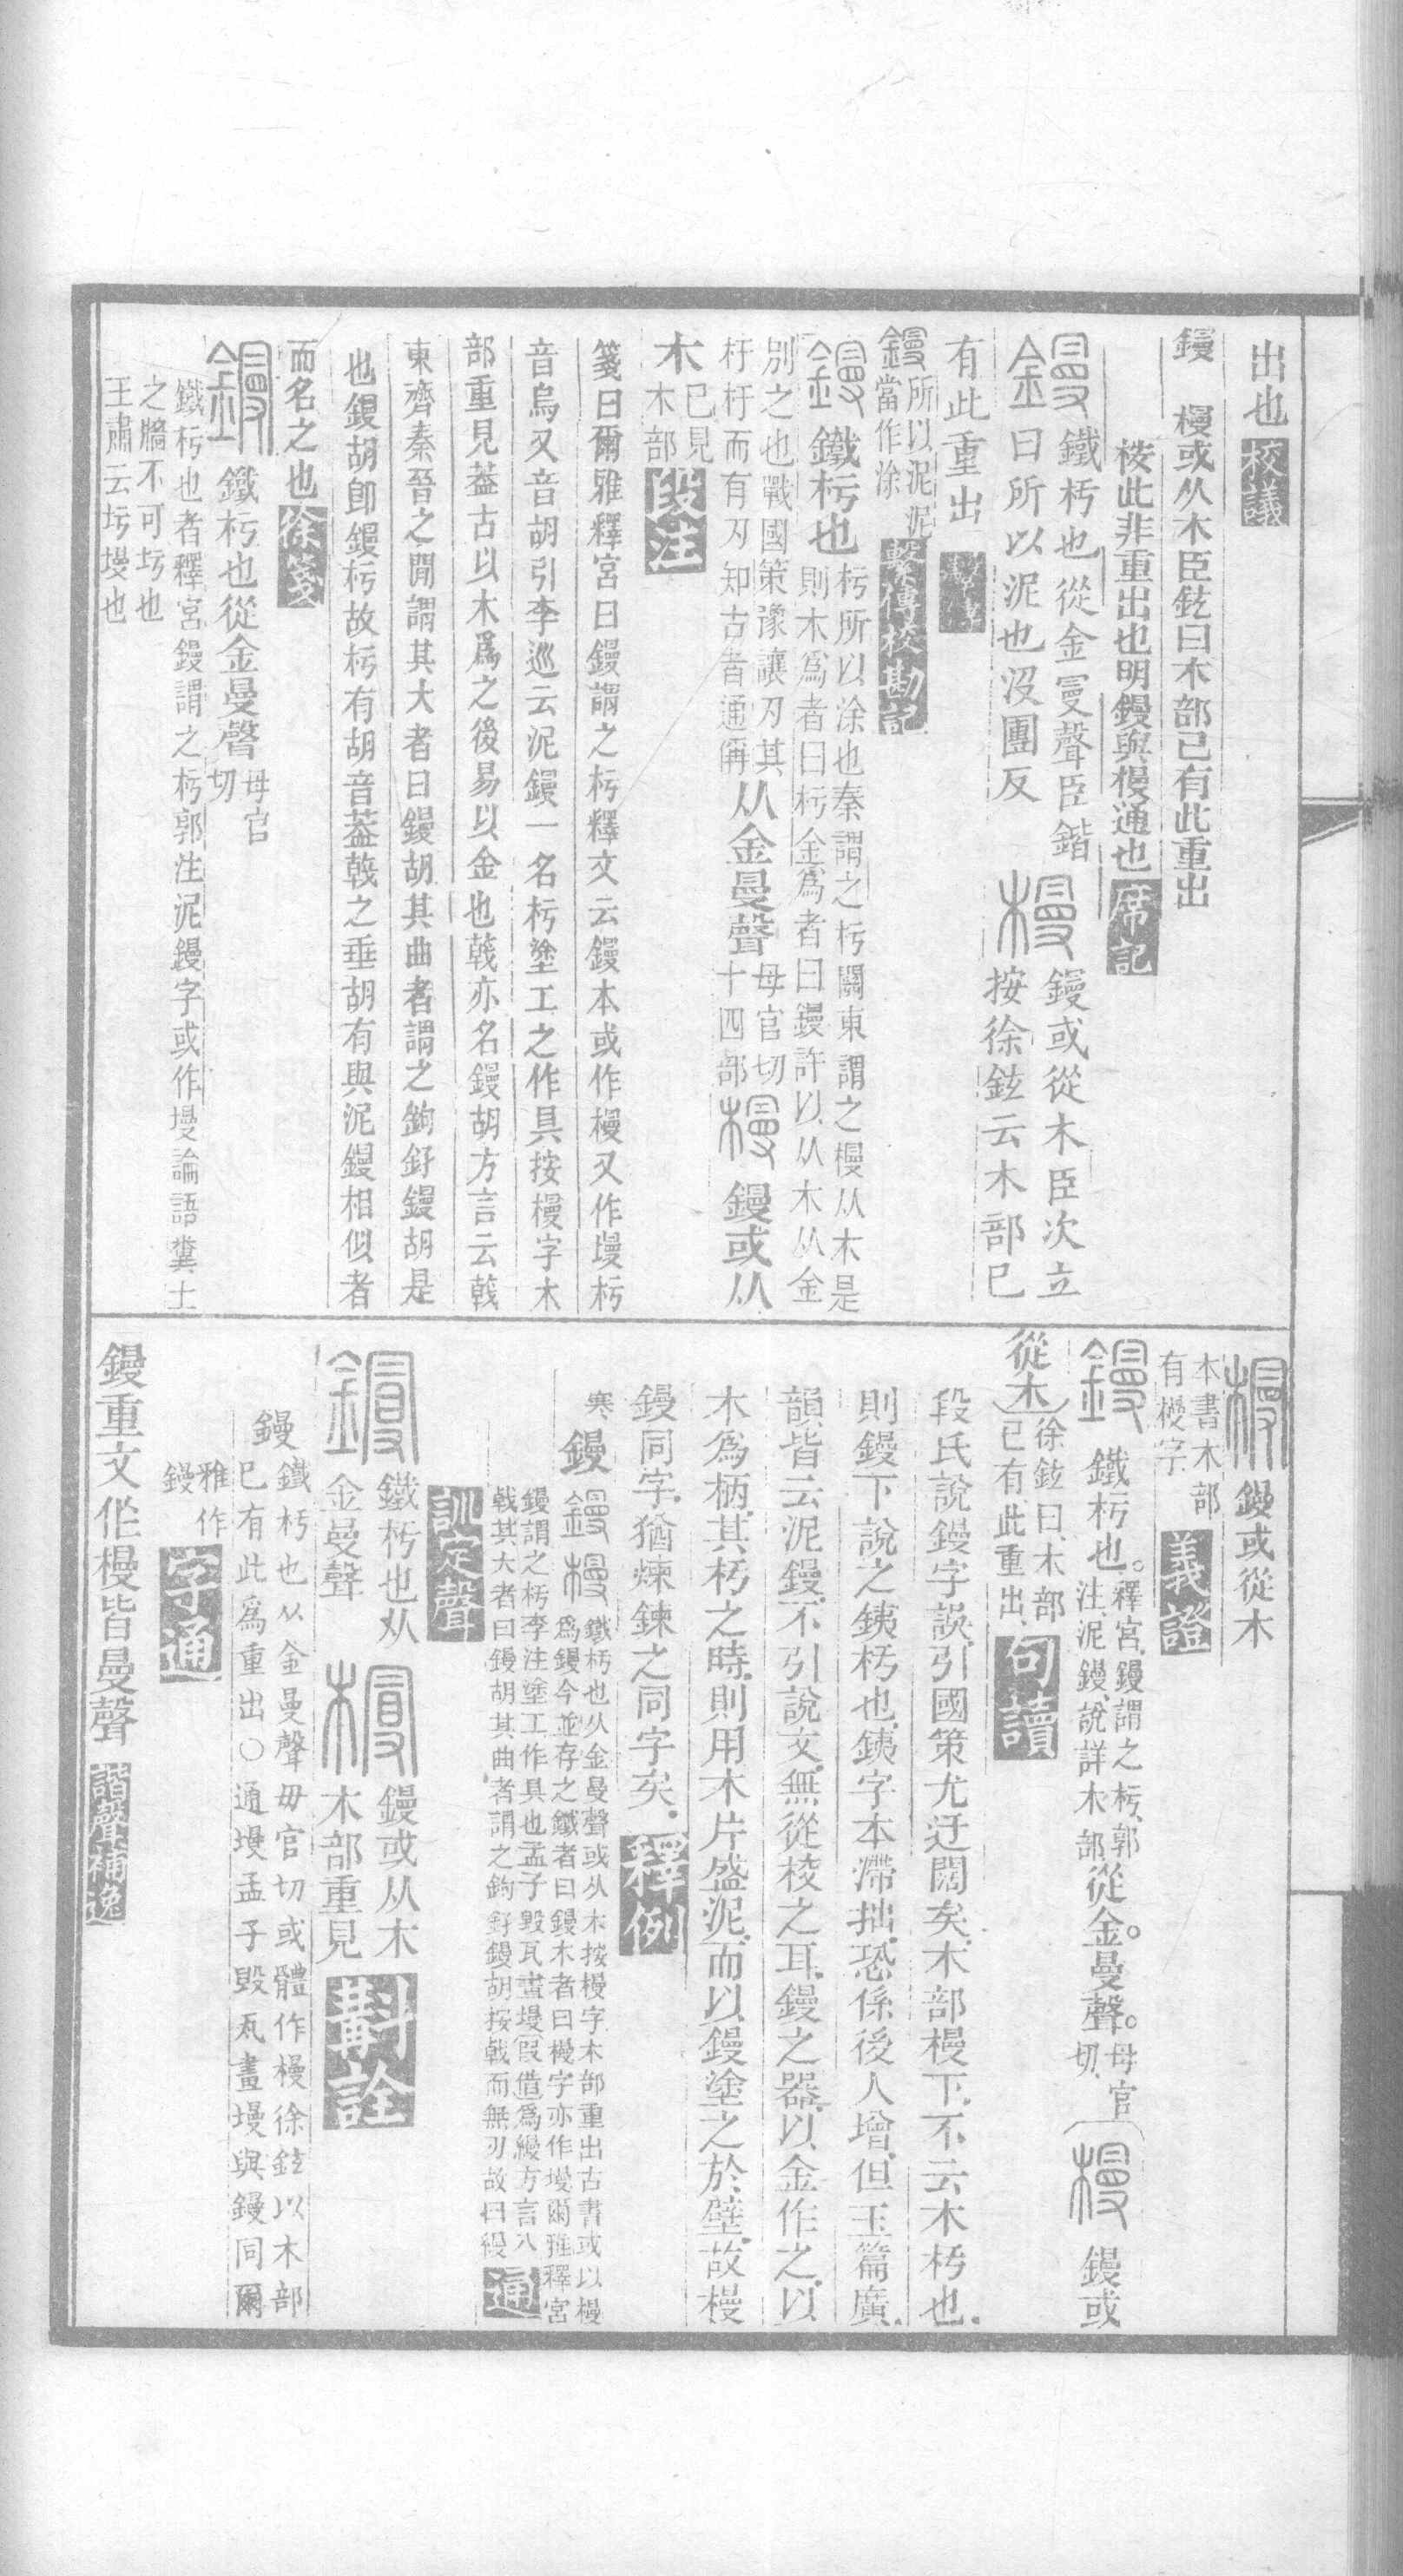 出也 校議
鏝 槾或从木臣鉉曰木部已有此重出
桉此非重出也明鏝與槾通也 席記
鏝 鐵杇也從金曼聲臣鍇
曰所以泥也沒團反 槾 鏝或從木臣次立
按徐鉉云木部已
有此重出 繫傳
鏝 所以泥泥
當作涂 繫傳校勘記
鏝 鐵杇也 杇所以涂也秦謂之杇關東謂之槾从木是
則木爲者曰杇金爲者曰鏝許以从木从金
別之也戰國策豫讓刃其
杅杅而有刃知古者通偁 从金曼聲 母官切
十四部 槾 鏝或从
木 已見
木部 段注
箋曰爾雅釋宮曰鏝謂之杇釋文云鏝本或作槾又作墁杇
音烏又音胡引李巡云泥鏝一名杇塗工之作具按槾字木
部重見葢古以木爲之後易以金也戟亦名鏝胡方言云戟
東齊秦晉之閒謂其大者曰鏝胡其曲者謂之鉤釨鏝胡是
也鏝胡卽鏝杇故杇有胡音葢戟之垂胡有與泥鏝相似者
而名之也 徐箋
鏝 鐵杇也從金曼聲 母官
切
鐵杇也者釋宮鏝謂之杇郭注泥鏝字或作墁論語糞土
之牆不可圬也
王肅云圬墁也
槾 鏝或從木
本書木部
有槾字 義證
鏝 鐵杇也。釋宮鏝謂之杇郭
注泥鏝說詳木部 從金。曼聲。母官
切 槾 鏝或
從木 徐鉉曰木部
已有此重出 句讀
段氏說鏝字誤引國策尤迂闊矣木部槾下不云木杇也
則鏝下說之銕杇也銕字本滯拙恐係後人增但玉篇廣
韻皆云泥鏝不引說文無從校之耳鏝之器以金作之以
木爲柄其杇之時則用木片盛泥而以鏝塗之於壁故槾
鏝同字猶煉鍊之同字矣 釋例
寒 鏝 鏝槾 鐵杇也从金曼聲或从木按槾字木部重出古書或以槾
爲鏝今並存之鐵者曰鏝木者曰槾字亦作墁爾雅釋宮
鏝謂之杇李注塗工作具也孟子毀瓦畫墁叚借爲縵方言八
戟其大者曰鏝胡其曲者謂之鉤釨鏝胡按戟而無刃故曰鏝 通
訓定聲
鏝 鐵杇也从
金曼聲 槾 鏝或从木
木部重見 斠詮
鏝 鐵杇也从金曼聲毋官切或體作槾徐鉉以木部
已有此爲重出○通墁孟子毁瓦畫墁與鏝同爾
雅作
鏝 字通
鏝重文作槾皆曼聲 諧聲補逸